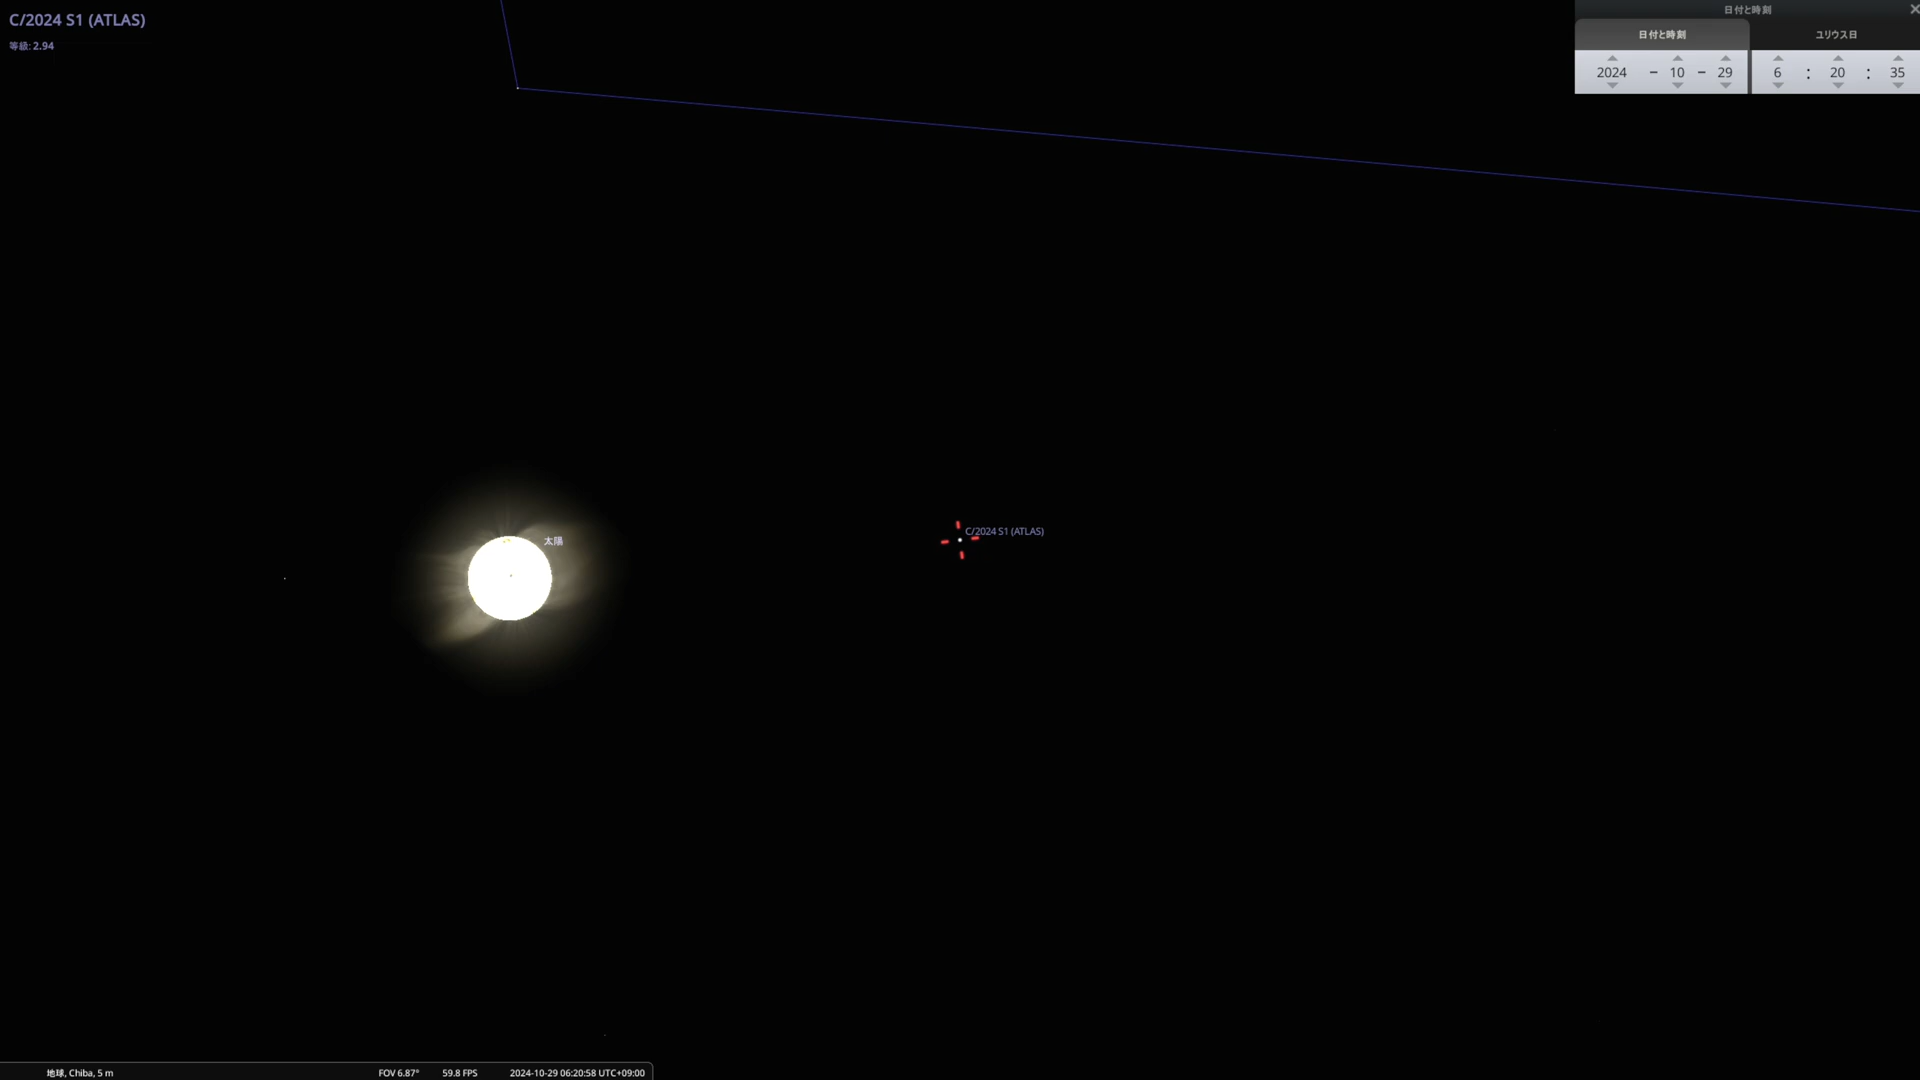 C/2024 S1 (ATLAS)
等級: 2.94
日付と時刻
日付と時刻 ユリウス日
2024 - 10 - 29 6 : 20 : 35
C/2024 S1 (ATLAS)
太陽
地球, Chiba, 5 m FOV 6.87° 59.8 FPS 2024-10-29 06:20:58 UTC+09:00